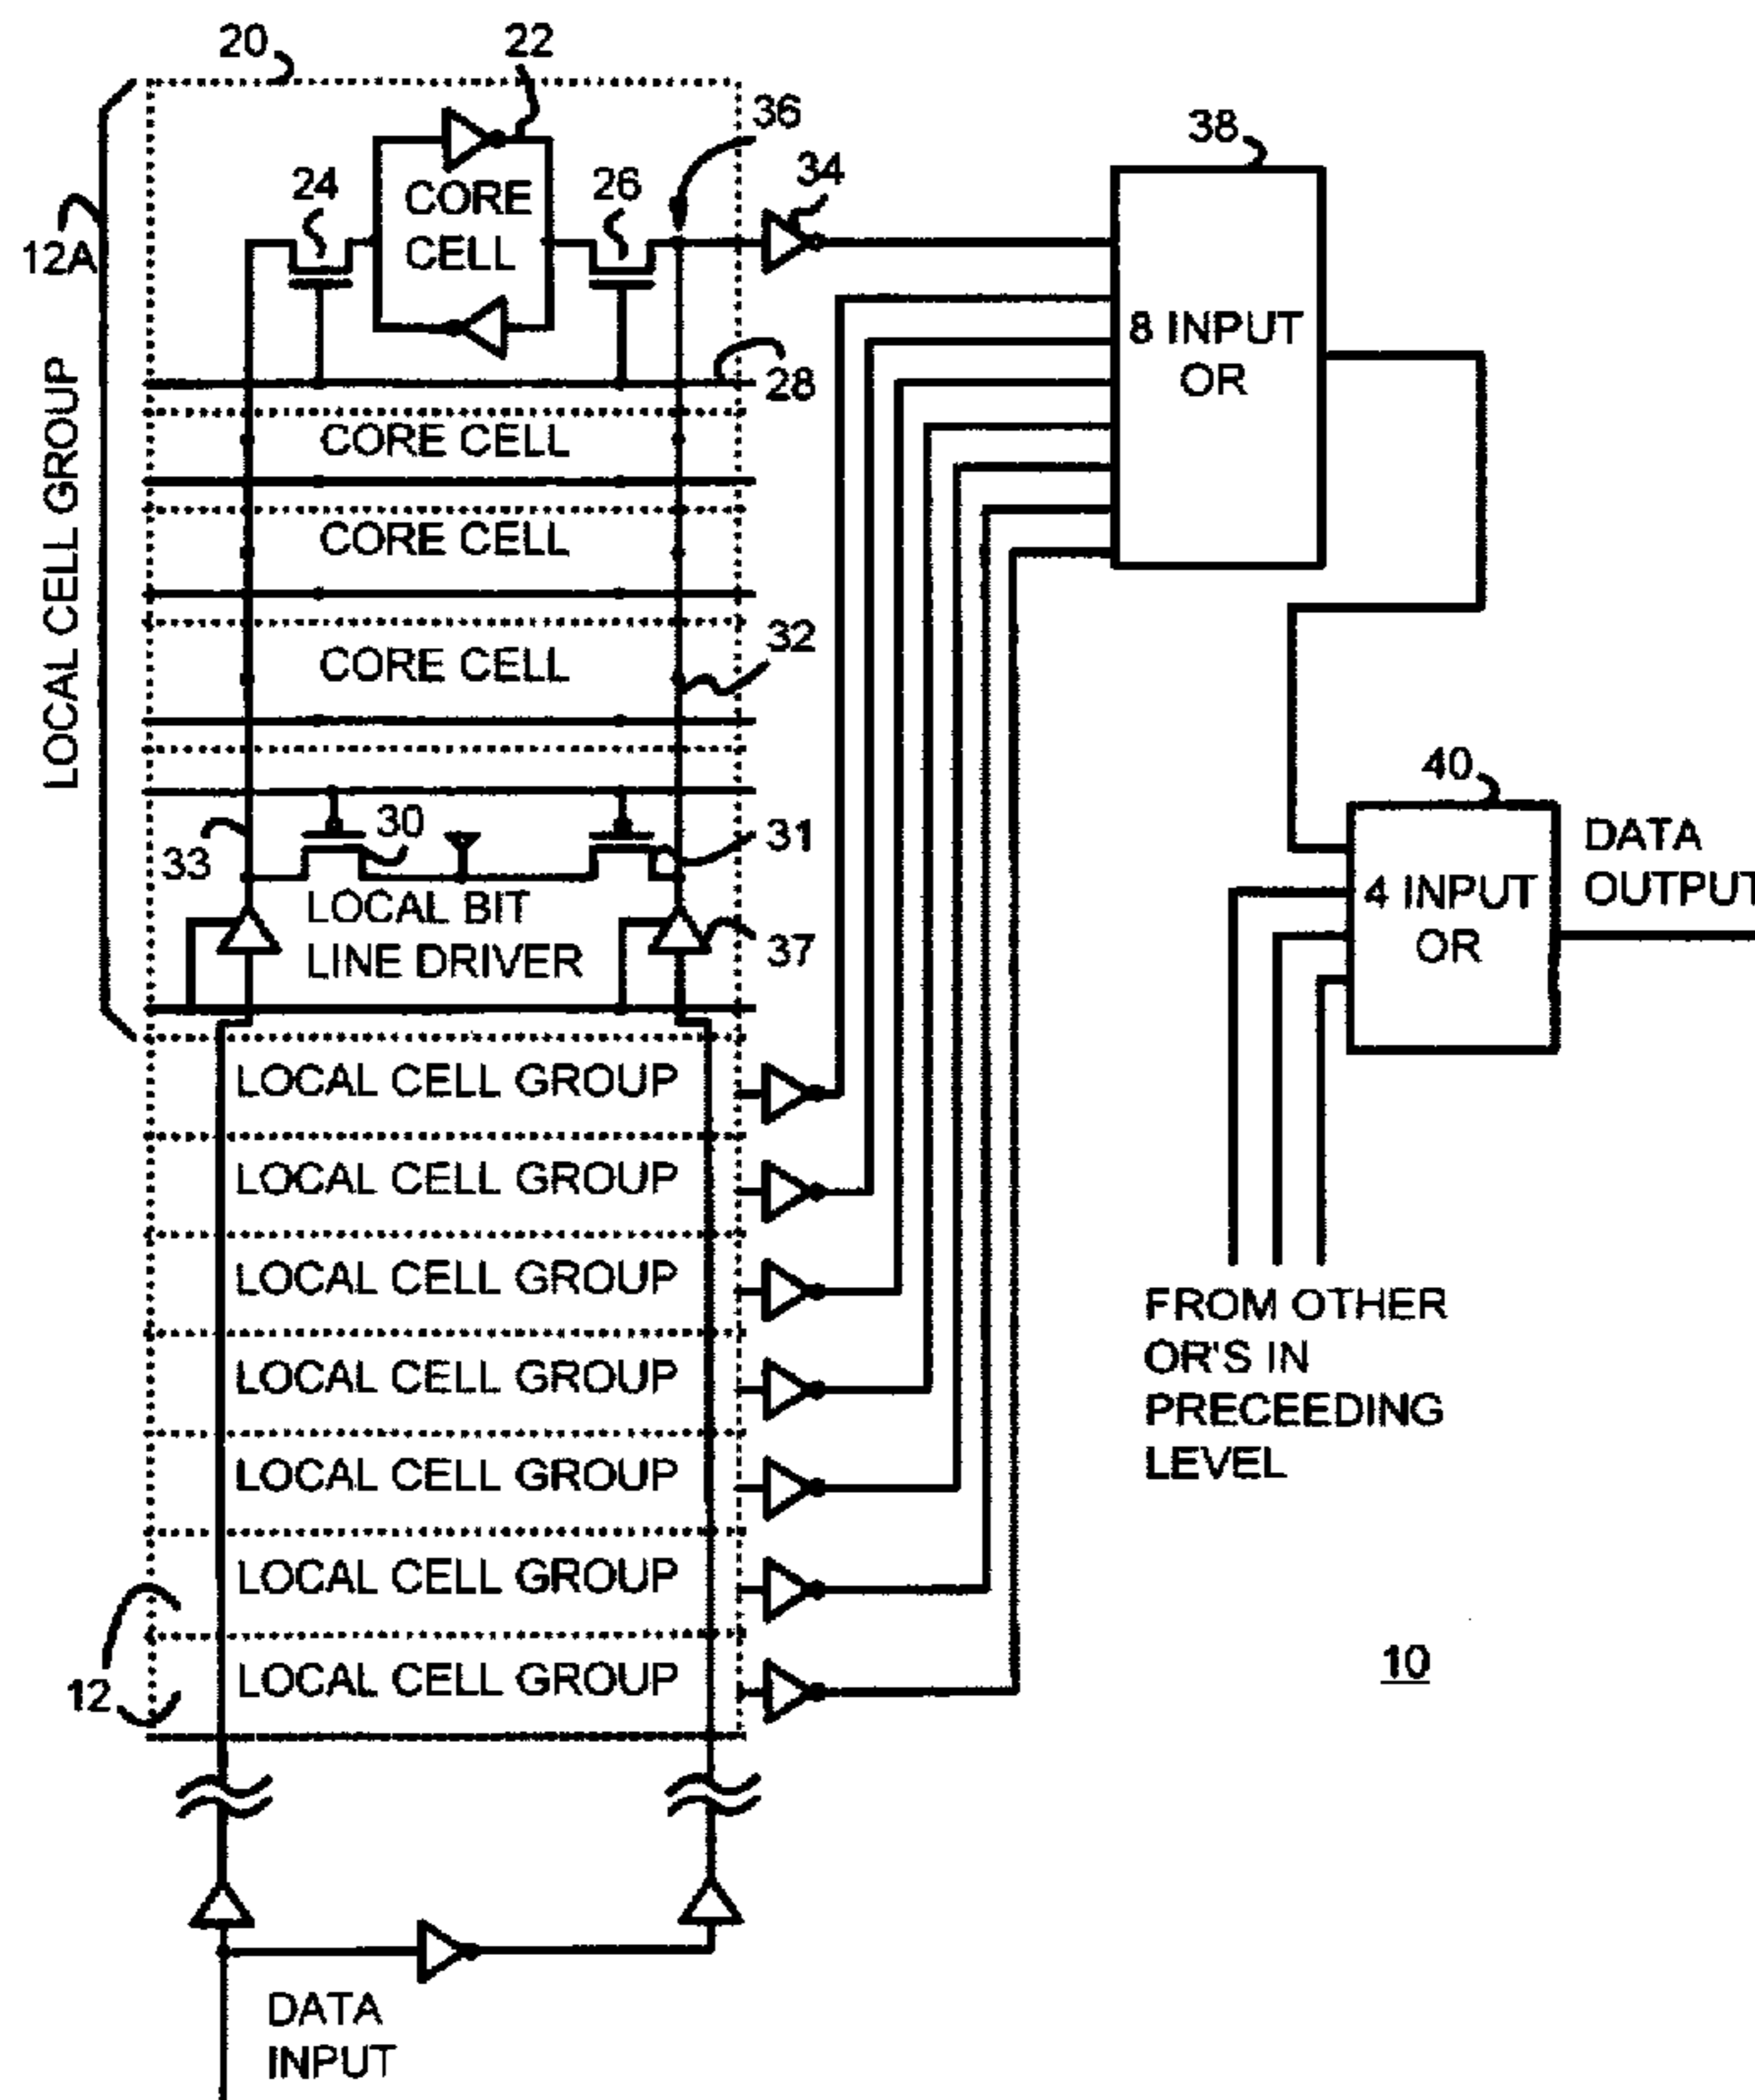 20
22
36
38
24
CORE
CELL
26
34
12A
8 INPUT
OR
28
LOCAL CELL GROUP
CORE CELL
CORE CELL
32
CORE CELL
40
33
30
31
DATA
OUTPUT
LOCAL BIT
LINE DRIVER
37
4 INPUT
OR
LOCAL CELL GROUP
LOCAL CELL GROUP
LOCAL CELL GROUP
LOCAL CELL GROUP
LOCAL CELL GROUP
LOCAL CELL GROUP
LOCAL CELL GROUP
FROM OTHER
OR'S IN
PRECEEDING
LEVEL
12
10
DATA
INPUT